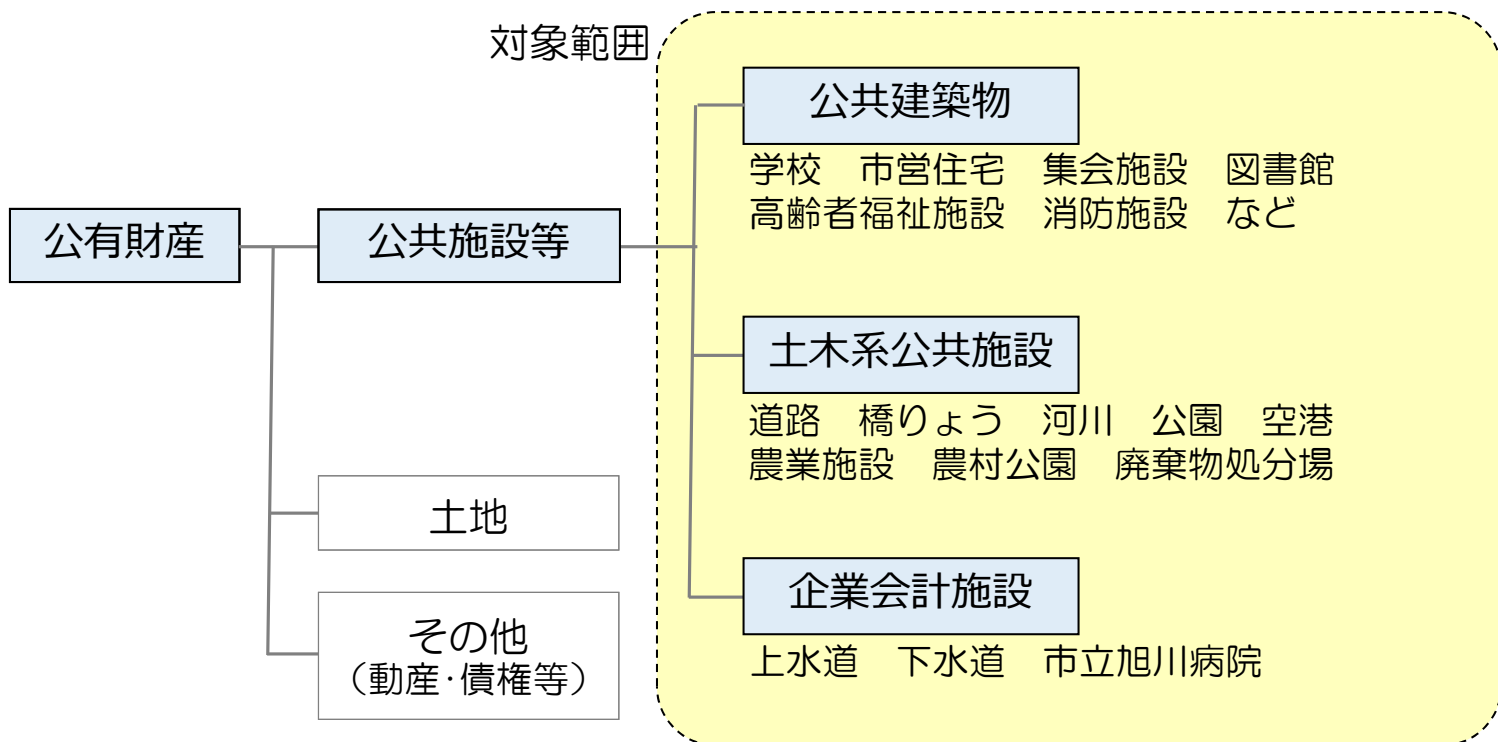 対象範囲
公共建築物
学校　市営住宅　集会施設　図書館
高齢者福祉施設　消防施設　など
公有財産
公共施設等
土木系公共施設
道路　橋りょう　河川　公園　空港
農業施設　農村公園　廃棄物処分場
土地
企業会計施設
上水道　下水道　市立旭川病院
その他
（動産･債権等）